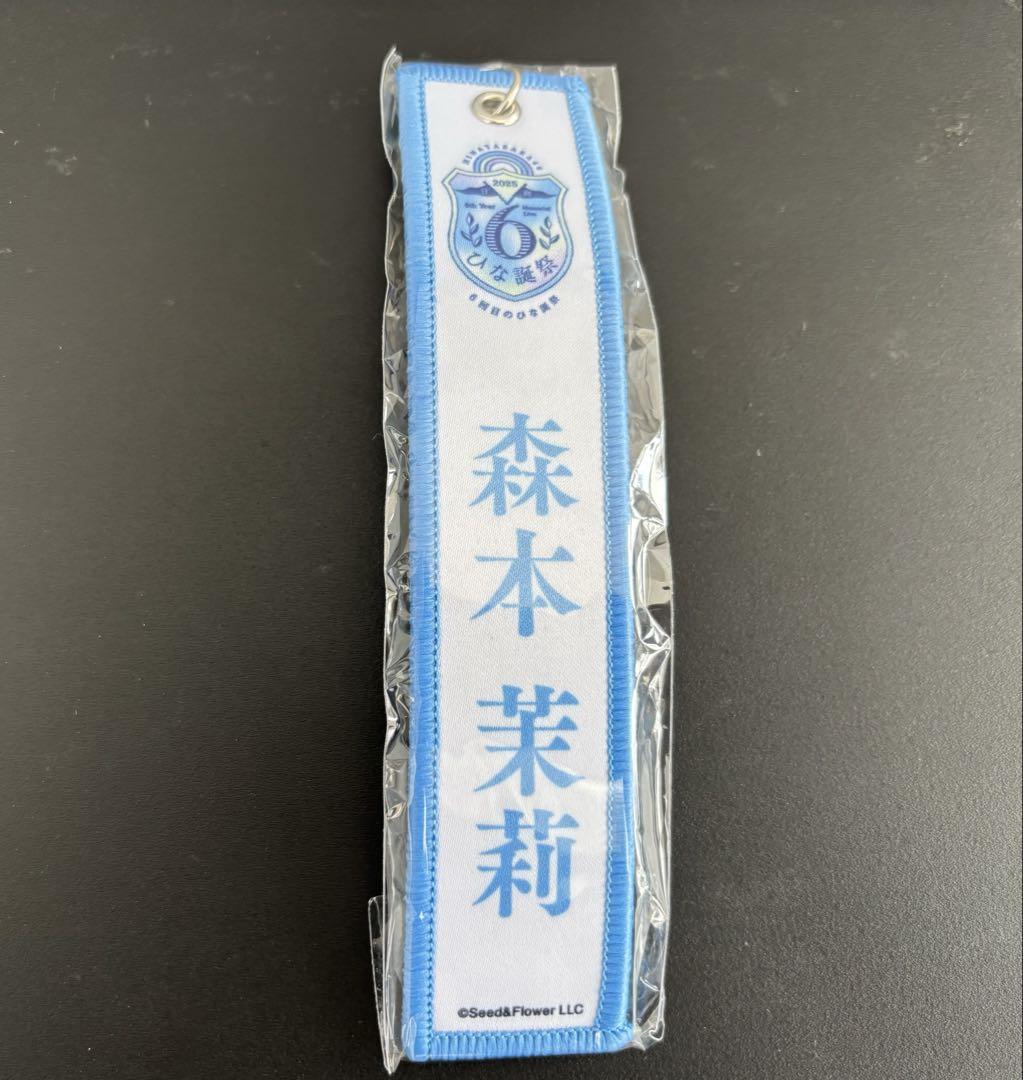 HINATAZAKA46
2025
6th Year
Memorial
Live
6
ひな誕祭
6回目のひな誕祭
森本 茉莉
©Seed&Flower LLC